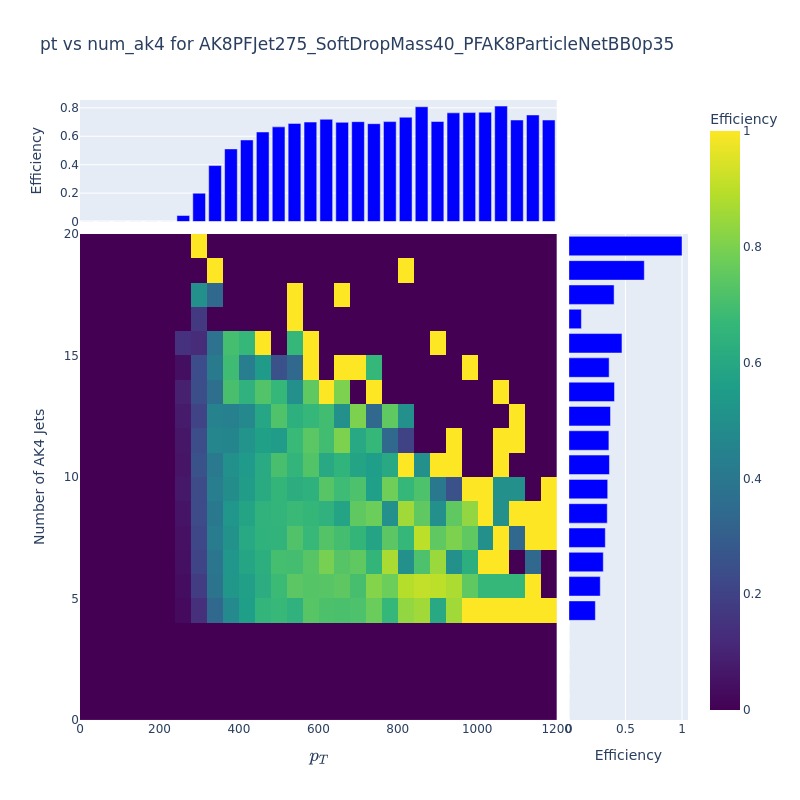 pt vs num_ak4 for AK8PFJet275_SoftDropMass40_PFAK8ParticleNetBB0p35
Efficiency
0.8
0.6
0.4
0.2
0
Number of AK4 Jets
20
15
10
5
0
0 200 400 600 800 1000 1200
p_T
0 0.5 1
Efficiency
Efficiency
1
0.8
0.6
0.4
0.2
0